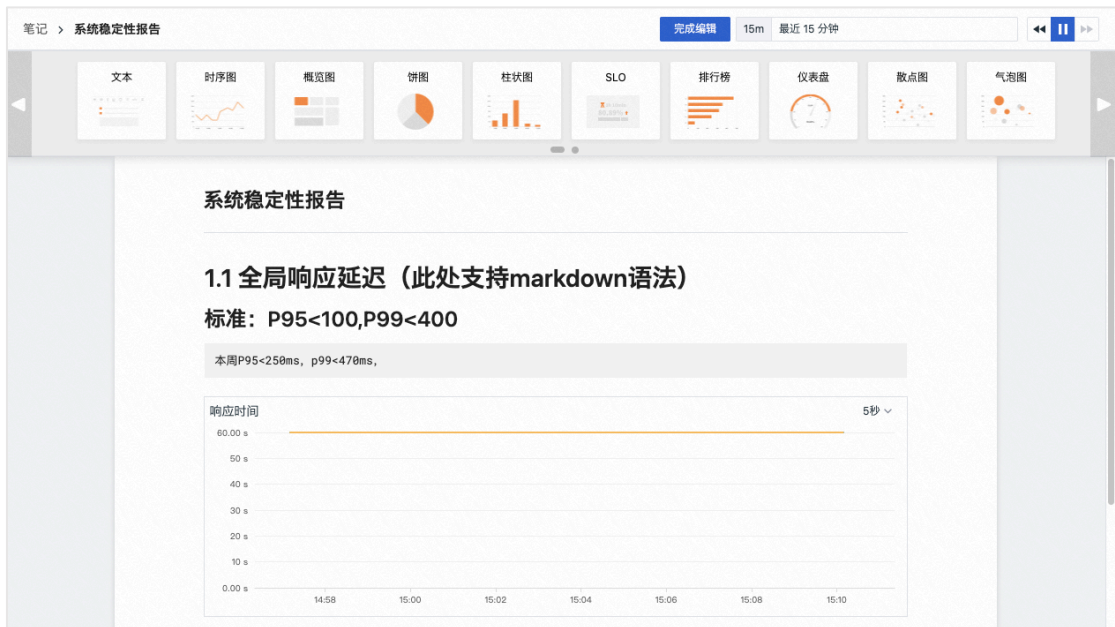 笔记 > 系统稳定性报告
完成编辑 15m 最近 15 分钟
文本 时序图 概览图 饼图 柱状图 SLO 排行榜 仪表盘 散点图 气泡图
系统稳定性报告
1.1 全局响应延迟（此处支持markdown语法）
标准：P95<100,P99<400
本周P95<250ms, p99<470ms,
响应时间 5秒
60.00 s
50 s
40 s
30 s
20 s
10 s
0.00 s
14:58 15:00 15:02 15:04 15:06 15:08 15:10